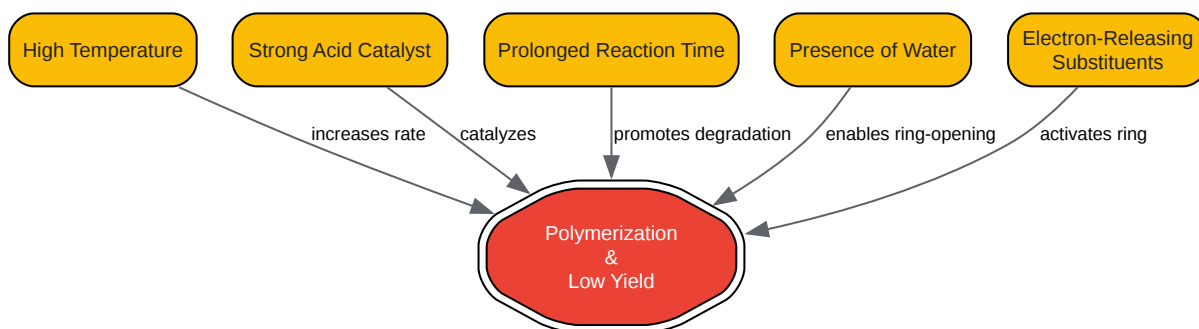 High Temperature
Strong Acid Catalyst
Prolonged Reaction Time
Presence of Water
Electron-Releasing
Substituents
increases rate
catalyzes
promotes degradation
enables ring-opening
activates ring
Polymerization
&
Low Yield